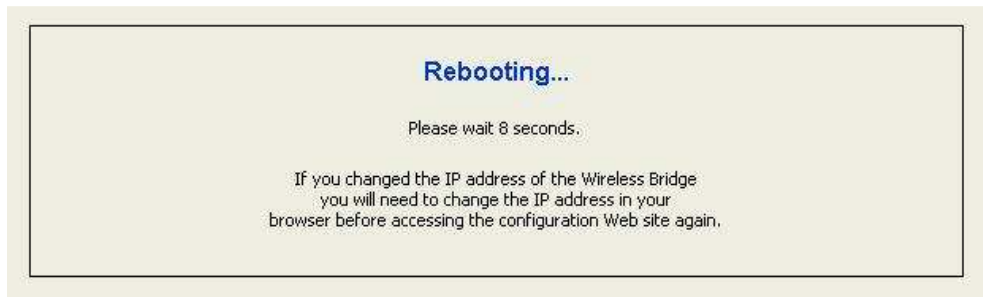 Rebooting...
Please wait 8 seconds.
If you changed the IP address of the Wireless Bridge
you will need to change the IP address in your
browser before accessing the configuration Web site again.